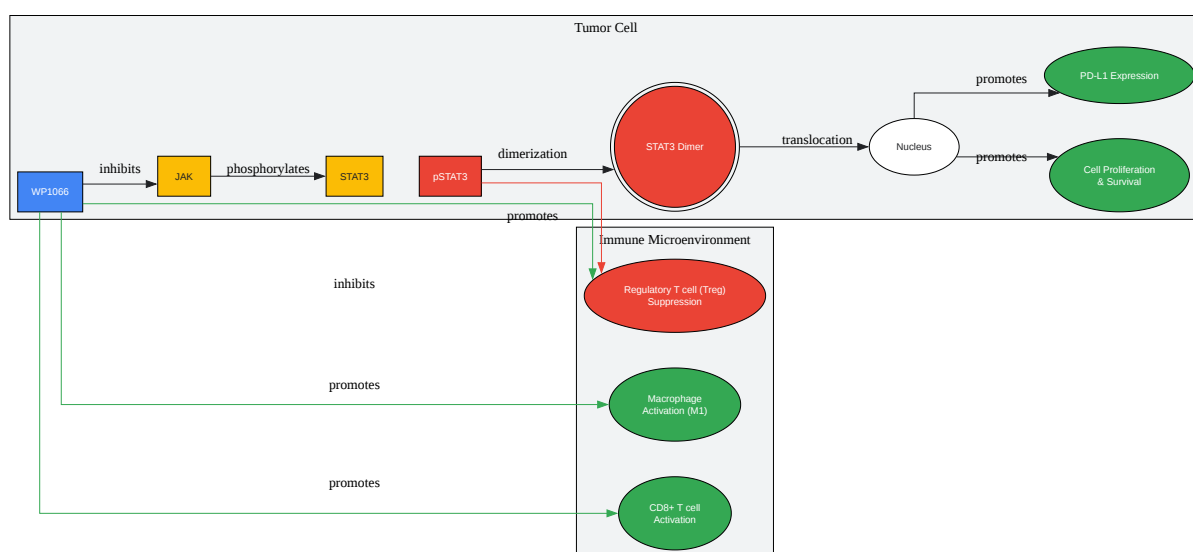 Tumor Cell
PD-L1 Expression
promotes
STAT3 Dimer
translocation
Nucleus
dimerization
promotes
inhibits
JAK
phosphorylates
STAT3
pSTAT3
Cell Proliferation
& Survival
WP1066
promotes
Immune Microenvironment
inhibits
Regulatory T cell (Treg)
Suppression
promotes
Macrophage
Activation (M1)
promotes
CD8+ T cell
Activation